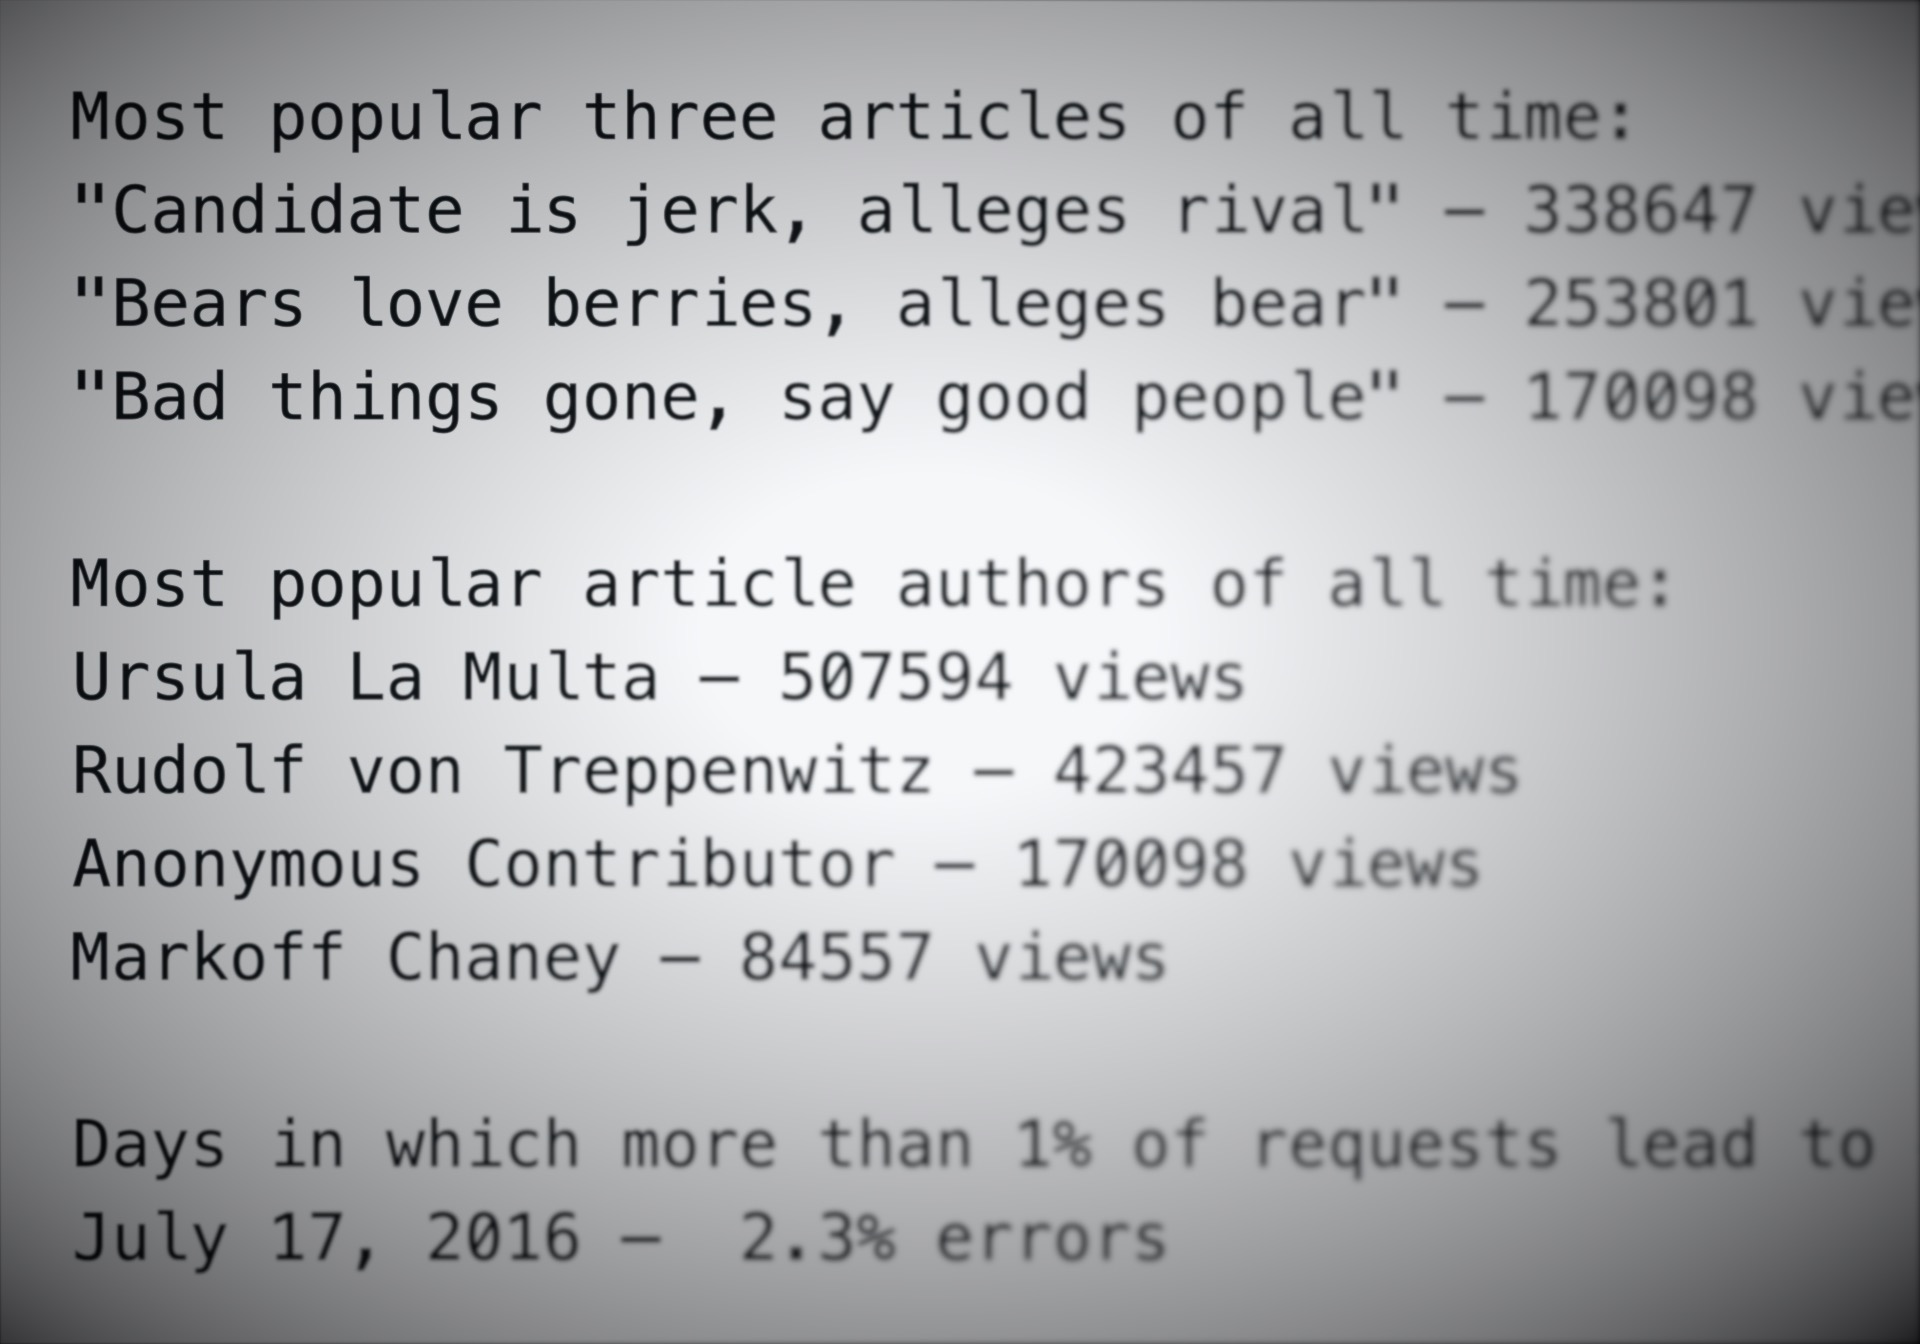 Most popular three articles of all time:
"Candidate is jerk, alleges rival" — 338647
"Bears love berries, alleges bear" — 253801
"Bad things gone, say good people" — 170098
Most popular article authors of all time:
Ursula La Multa — 507594 views
Rudolf von Treppenwitz — 423457 views
Anonymous Contributor — 170098 views
Markoff Chaney — 84557 views
Days in which more than 1% of requests lead to
July 17, 2016 — 2.3% errors